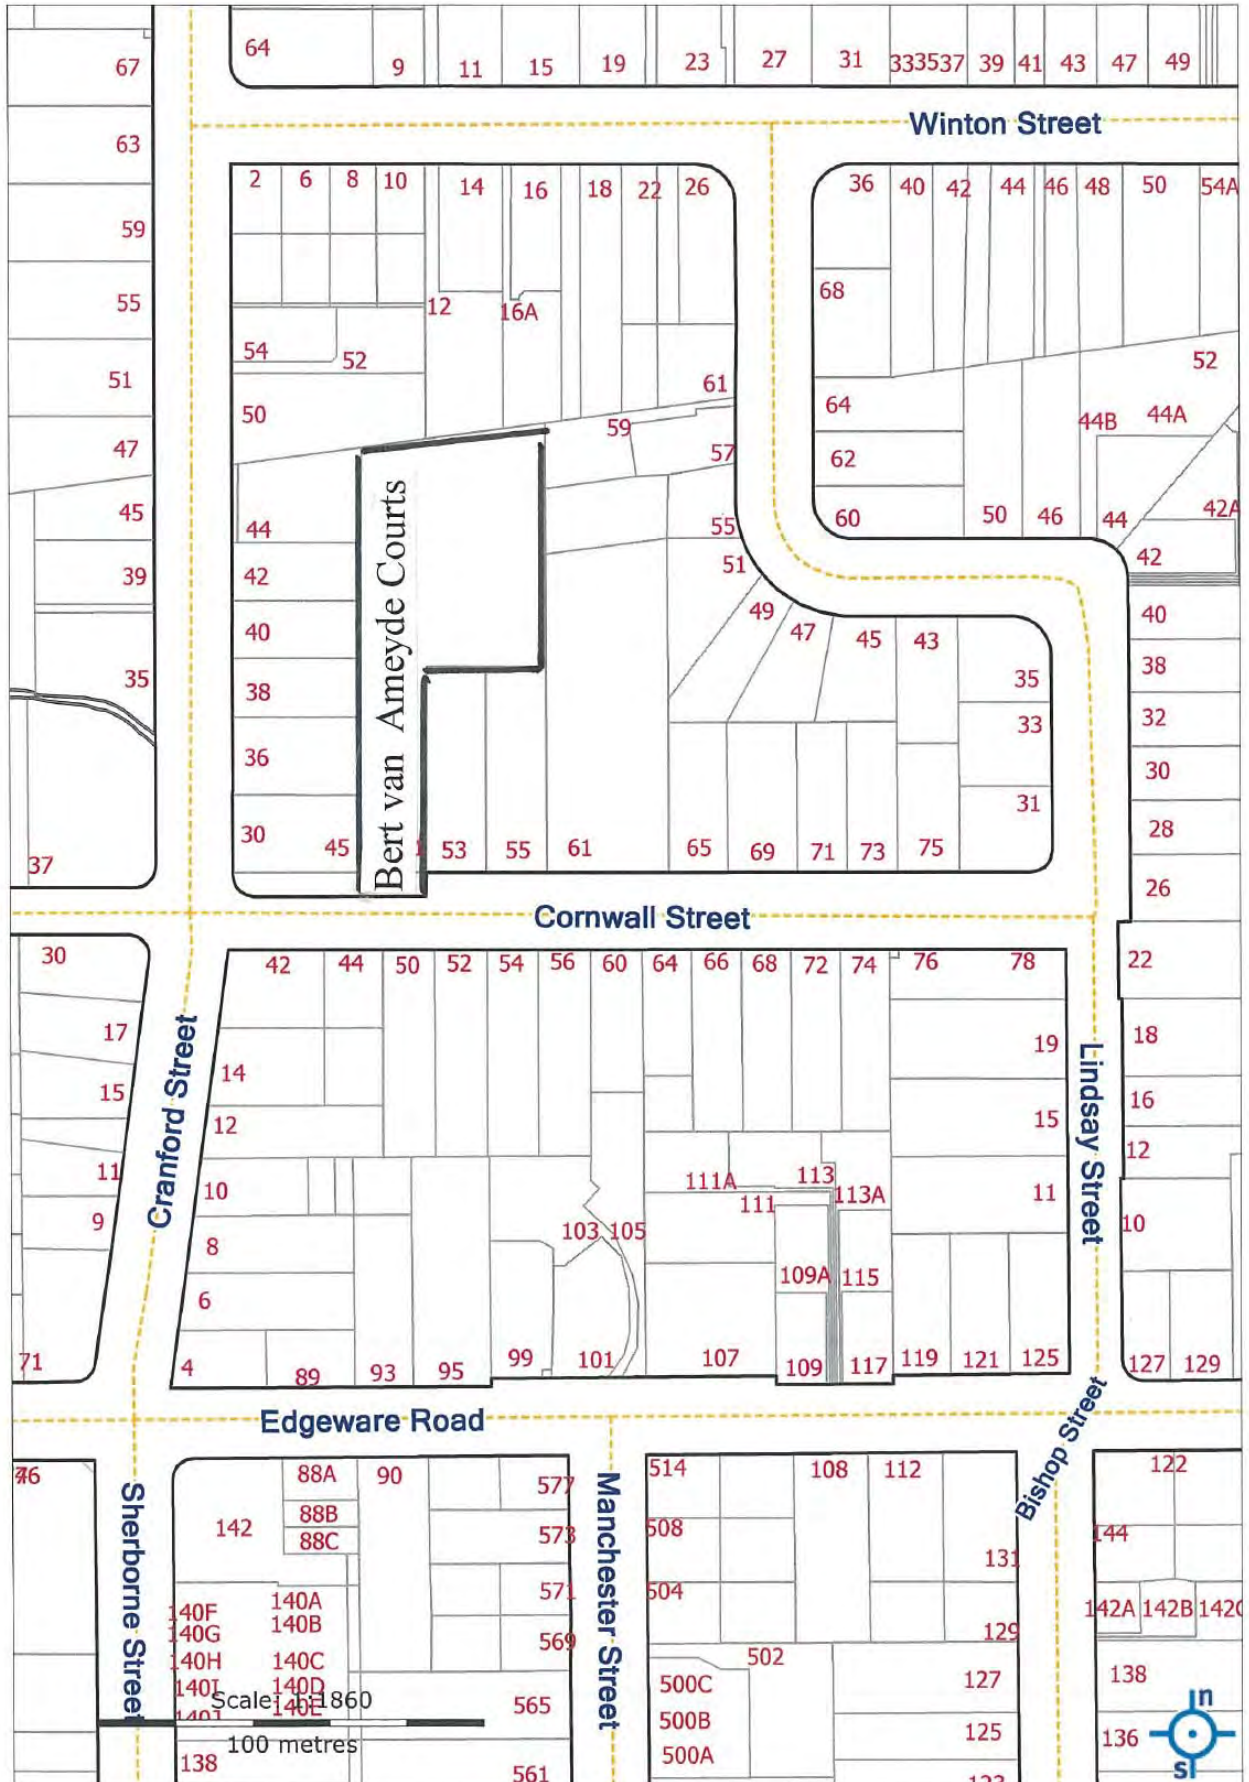 64 9 11 15 19 23 27 31 33 35 37 39 41 43 47 49
67
Winton Street
63
2 6 8 10 14 16 18 22 26 36 40 42 44 46 48 50 54A
59
68
55 12 16A
54 52 52
51 61
50 64 44B 44A
47 59
57 62
45 44 55 60 50 46 44 42A
Bert van Ameyde Courts
39 42 51 42
40 49 47 45 43 40
35 38 35 38
33 32
36 30
31
30 45 53 55 61 65 69 71 73 75 28
37 26
Cornwall Street
30 42 44 50 52 54 56 60 64 66 68 72 74 76 78 22
17 19 18
Cranford Street
Lindsay Street
15 14 16
12 15 12
11 10 111A 113 113A 11
9 111 10
8 103 105
6 109A 115
71 4 89 93 95 99 101 107 109 117 119 121 125 127 129
Edgeware Road
Bishop Street
88A 90 577 514 108 112 122
Sherborne Street
Manchester Street
142 88B 573 508 144
88C 131
140F 140A 571 504 142A 142B
140G 140B 569 129
140H 140C 502 138
140I 140D 565 500C 127
140E
Scale: 1:1860
n
500B 125 136
100 metres
138 561 500A
s